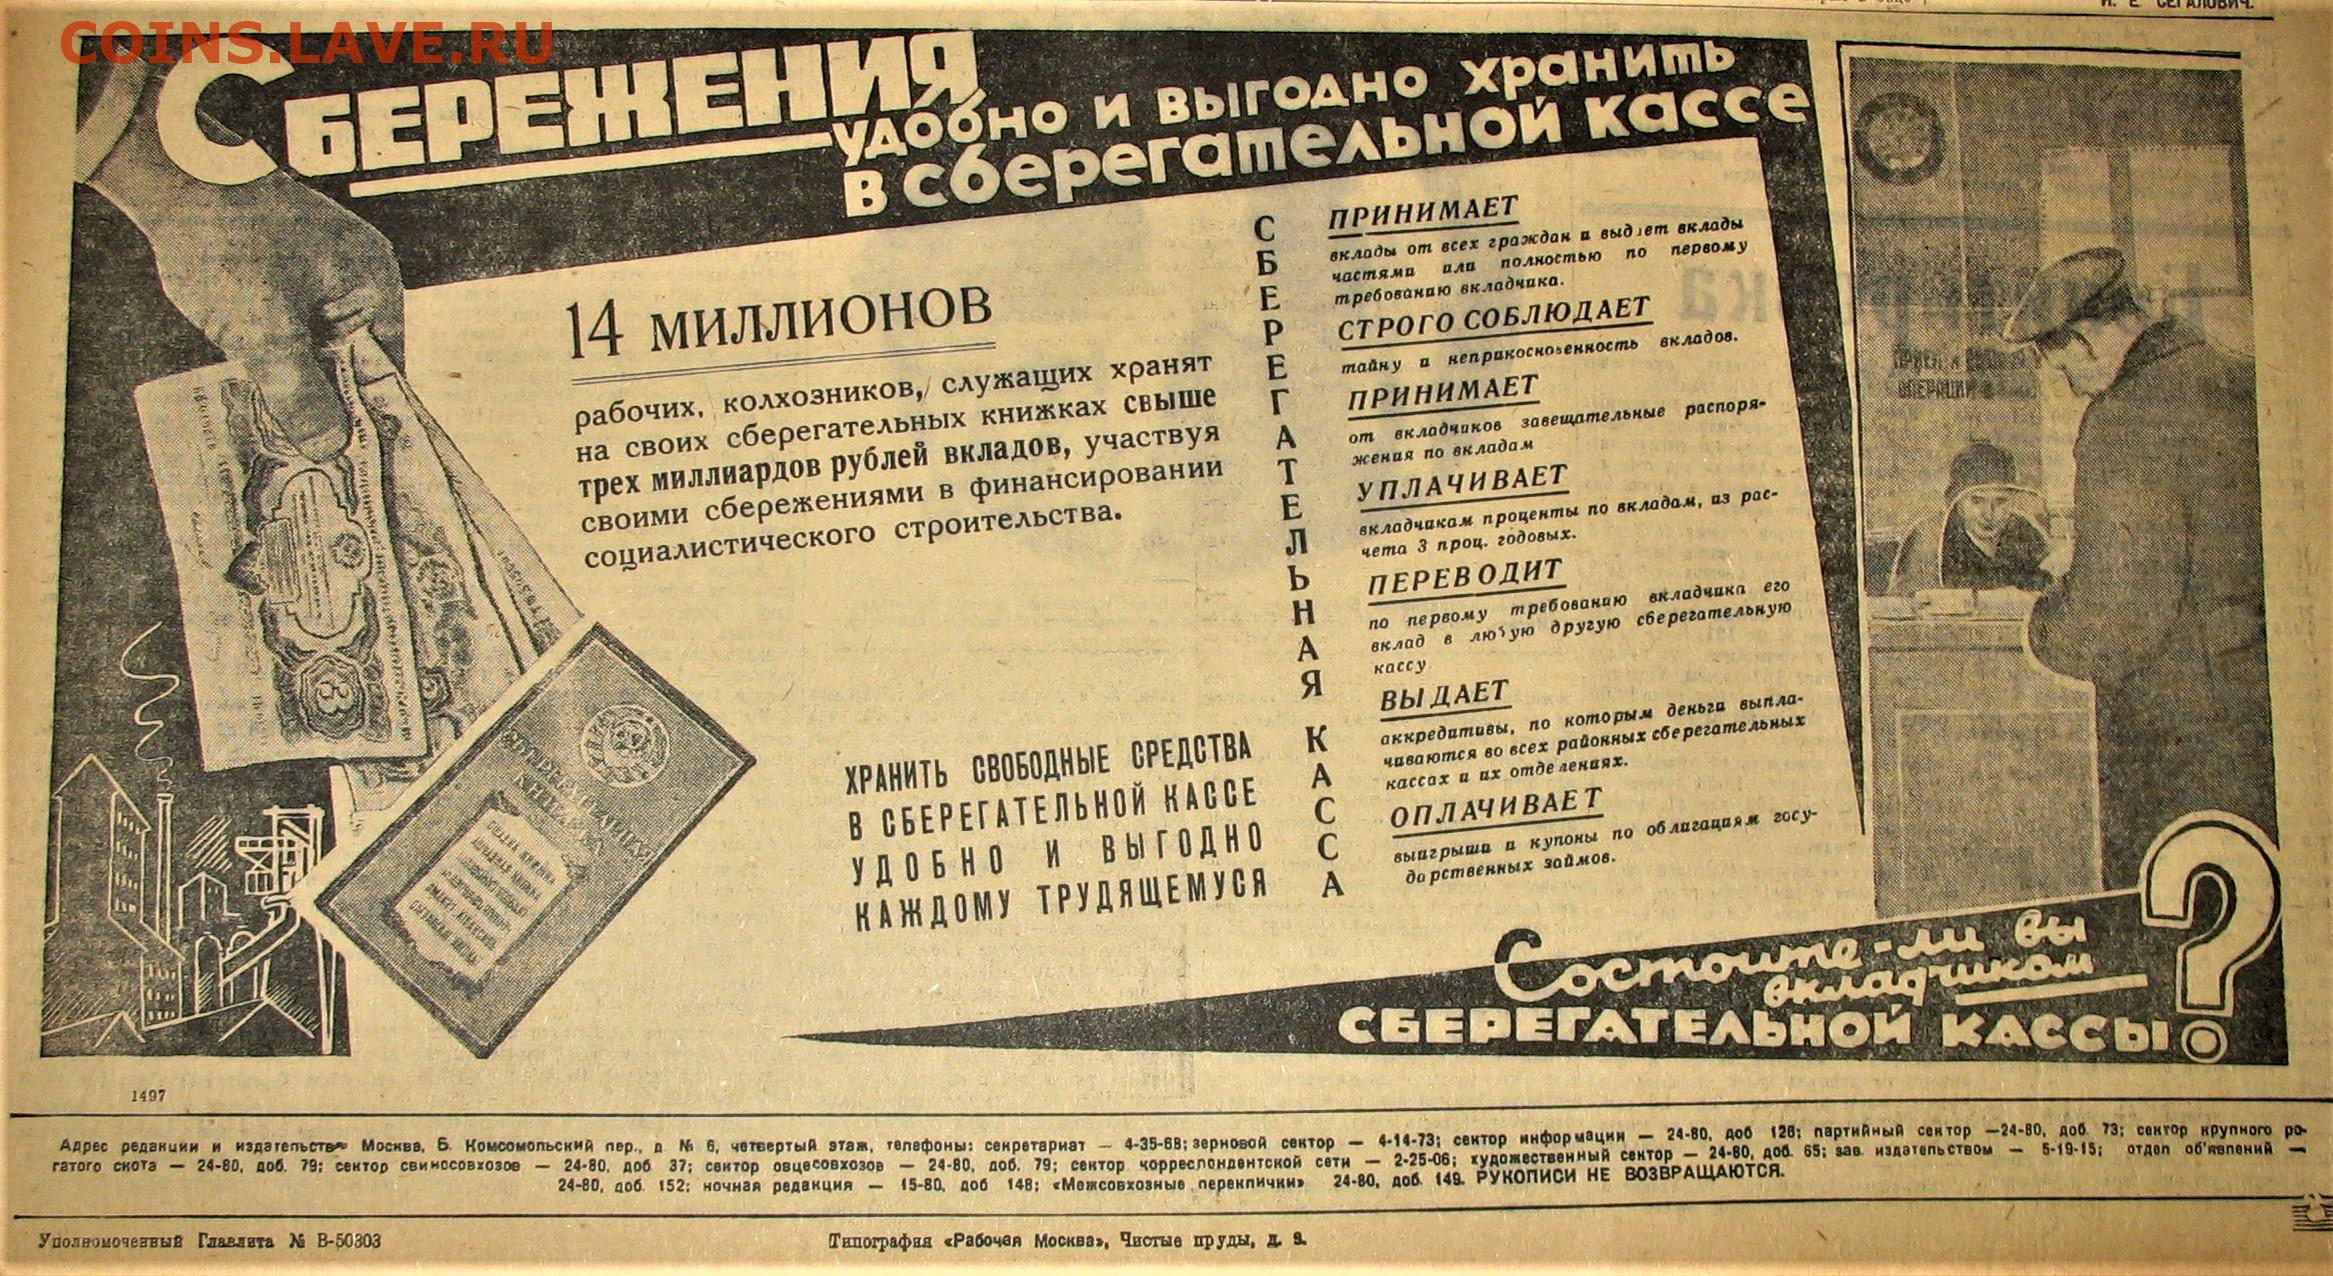 COINS.LAVE.RU
И. Е. СЕГАЛОВИЧ.
СБЕРЕЖЕНИЯ
удобно и выгодно хранить
в сберегательной кассе
14 МИЛЛИОНОВ
рабочих, колхозников, служащих хранят
на своих сберегательных книжках свыше
трех миллиардов рублей вкладов, участвуя
своими сбережениями в финансировании
социалистического строительства.
ХРАНИТЬ СВОБОДНЫЕ СРЕДСТВА
В СБЕРЕГАТЕЛЬНОЙ КАССЕ
УДОБНО И ВЫГОДНО
КАЖДОМУ ТРУДЯЩЕМУСЯ
СБЕРЕГАТЕЛЬНАЯ КАССА
ПРИНИМАЕТ
вклады от всех граждан и выдает вклады
частями или полностью по первому
требованию вкладчика.
СТРОГО СОБЛЮДАЕТ
тайну и неприкосновенность вкладов.
ПРИНИМАЕТ
от вкладчиков завещательные распоря-
жения по вкладам
УПЛАЧИВАЕТ
вкладчикам проценты по вкладам, из рас-
чета 3 проц. годовых.
ПЕРЕВОДИТ
по первому требованию вкладчика его
вклад в любую другую сберегательную
кассу
ВЫДАЕТ
аккредитивы, по которым деньги выпла-
чиваются во всех районных сберегательных
кассах и их отделениях.
ОПЛАЧИВАЕТ
выигрыши и купоны по облигациям госу-
дарственных займов.
ОПЕРАЦИИ
СБЕРЕГАТЕЛЬНАЯ
КНИЖКА
3
Состоите-ли вы
вкладчиком
СБЕРЕГАТЕЛЬНОЙ КАССЫ?
1497
Адрес редакции и издательства Москва, Б. Комсомольский пер., д № 6, четвертый этаж, телефоны: секретариат — 4-35-68; зерновой сектор — 4-14-73; сектор информации — 24-80, доб 126; партийный сектор —24-80, доб. 73; сектор крупного ро-
гатого скота — 24-80, доб. 79; сектор свиносовхозов — 24-80, доб 37; сектор овцесовхозов — 24-80, доб. 79; сектор корреспондентской сети — 2-25-06; художественный сектор — 24-80, доб. 65; зав. издательством — 5-19-15; отдел об'явлений —
24-80, доб. 152; ночная редакция — 15-80, доб 148; «Межсовхозные переклички» 24-80, доб. 149. РУКОПИСИ НЕ ВОЗВРАЩАЮТСЯ.
Уполномоченный Главлита № В-50303
Типография «Рабочая Москва», Чистые пруды, д. 9.